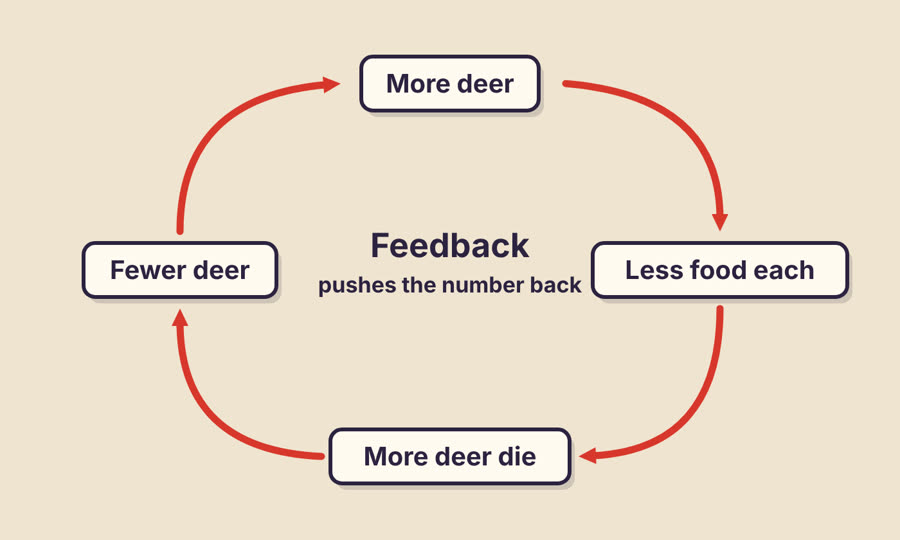 More deer
Feedback
pushes the number back
Fewer deer
Less food each
More deer die